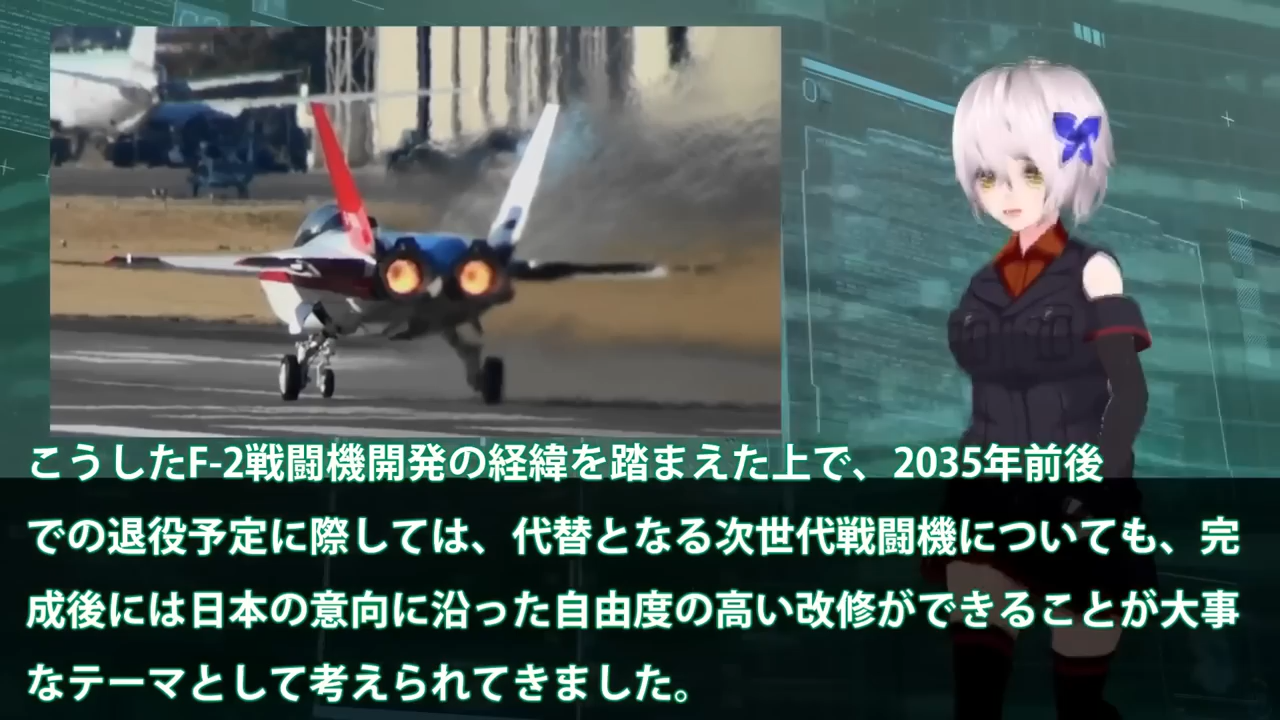 こうしたF-2戦闘機開発の経緯を踏まえた上で、2035年前後
での退役予定に際しては、代替となる次世代戦闘機についても、完
成後には日本の意向に沿った自由度の高い改修ができることが大事
なテーマとして考えられてきました。